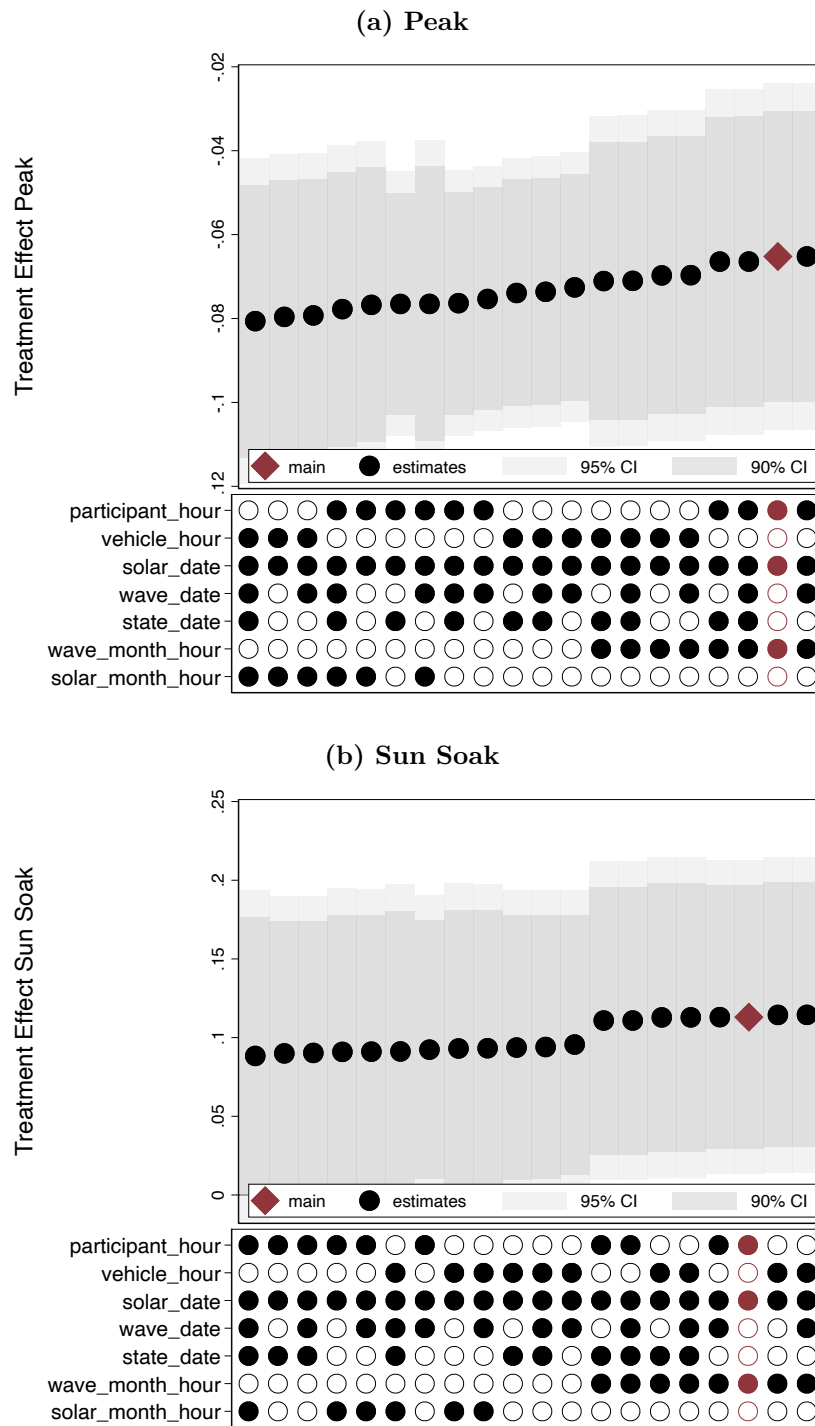 (a) Peak
Treatment Effect Peak
-.02
-.04
-.06
-.08
-.1
.12
main
estimates
95% CI
90% CI
participant_hour
vehicle_hour
solar_date
wave_date
state_date
wave_month_hour
solar_month_hour
(b) Sun Soak
Treatment Effect Sun Soak
.25
.2
.15
.1
.05
0
main
estimates
95% CI
90% CI
participant_hour
vehicle_hour
solar_date
wave_date
state_date
wave_month_hour
solar_month_hour